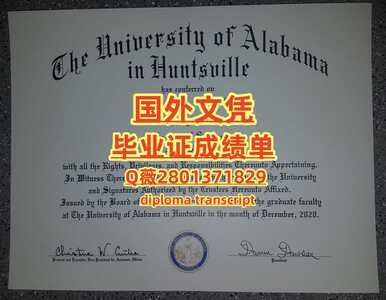 The University of Alabama
in Huntsville
has conferred on
国外文凭
毕业证成绩单
Q薇2801371829
diploma transcript
with all the Rights, Privileges, and Responsibilities Thereunto Appertaining.
In Witness There the University
and Signatures Authorized by the Trustees Hereunto Affixed.
Issued by the Board of the graduate faculty
at The University of Alabama in Huntsville in the month of December, 2020.
President